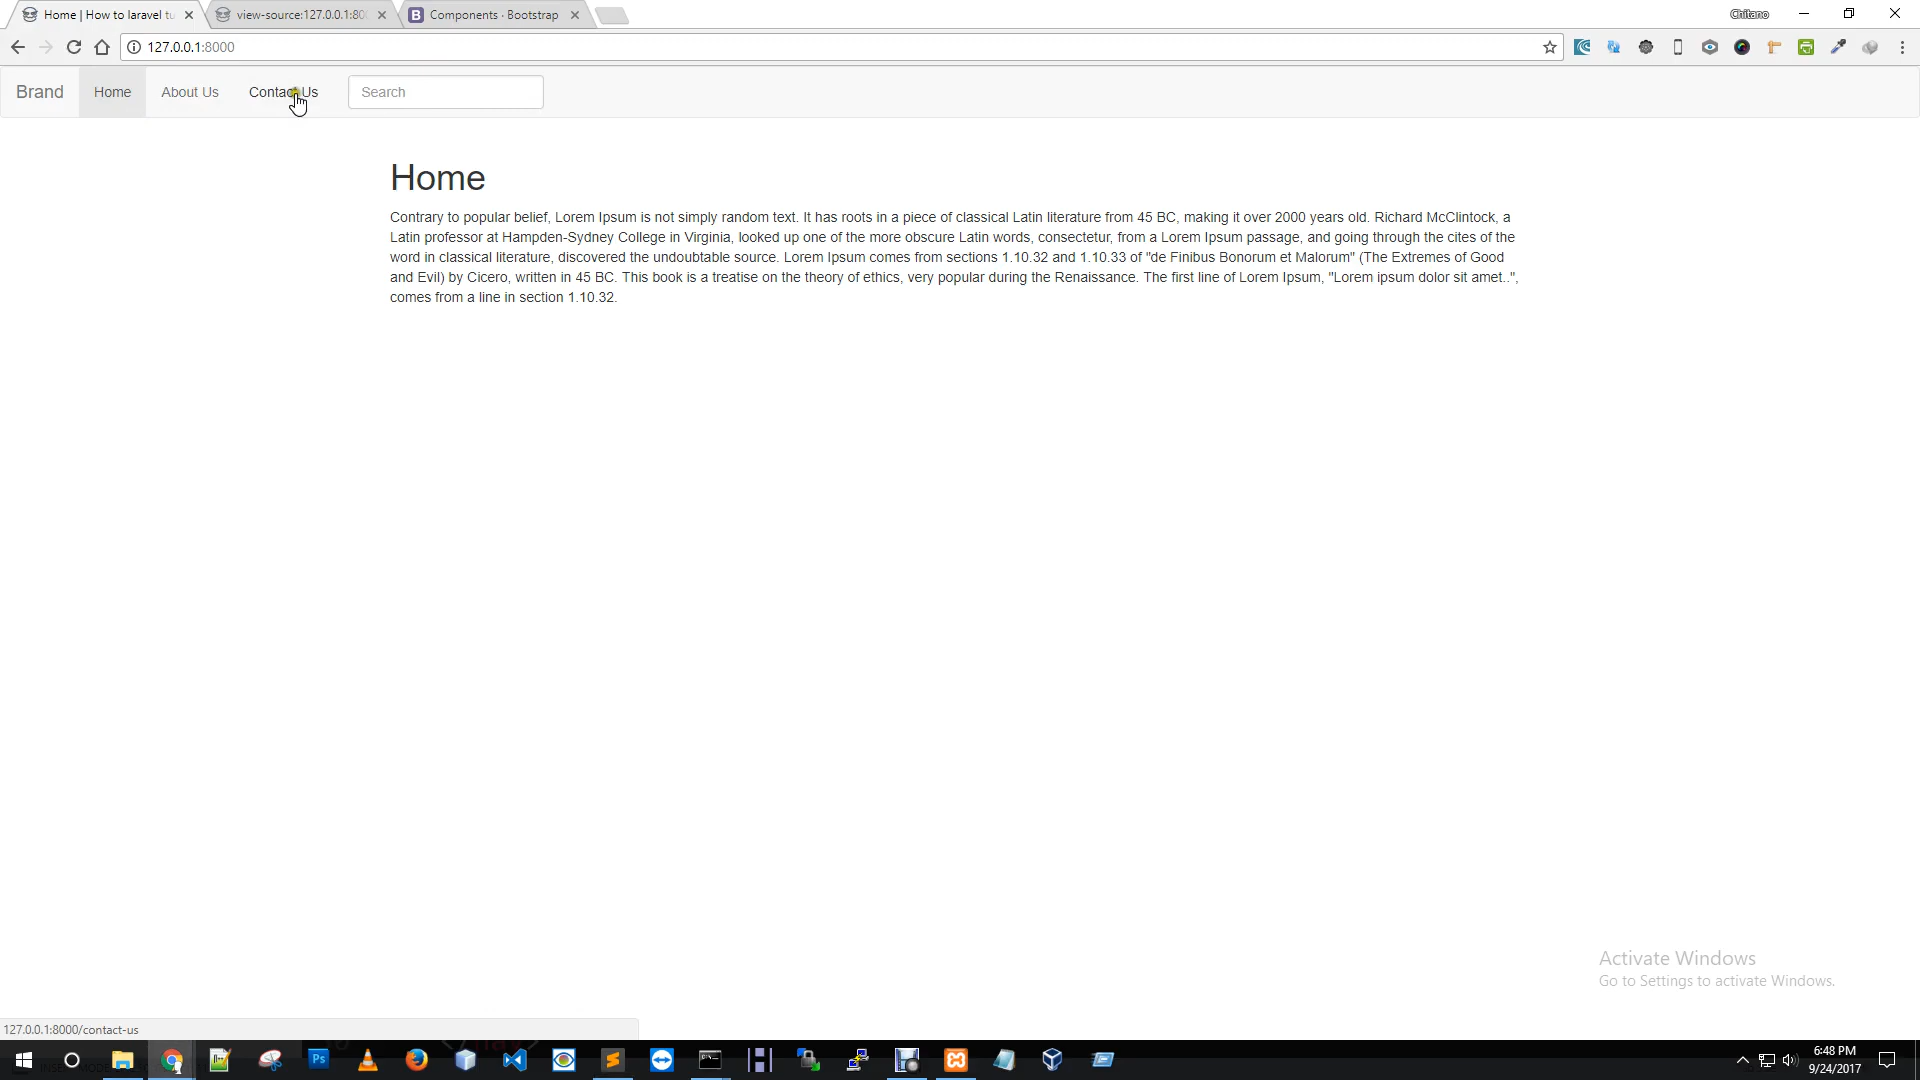 Home | How to laravel tu
view-source:127.0.0.1:80
Components · Bootstrap
Chitano
127.0.0.1:8000
Brand
Home
About Us
Contact Us
Search
Home
Contrary to popular belief, Lorem Ipsum is not simply random text. It has roots in a piece of classical Latin literature from 45 BC, making it over 2000 years old. Richard McClintock, a
Latin professor at Hampden-Sydney College in Virginia, looked up one of the more obscure Latin words, consectetur, from a Lorem Ipsum passage, and going through the cites of the
word in classical literature, discovered the undoubtable source. Lorem Ipsum comes from sections 1.10.32 and 1.10.33 of "de Finibus Bonorum et Malorum" (The Extremes of Good
and Evil) by Cicero, written in 45 BC. This book is a treatise on the theory of ethics, very popular during the Renaissance. The first line of Lorem Ipsum, "Lorem ipsum dolor sit amet..",
comes from a line in section 1.10.32.
Activate Windows
Go to Settings to activate Windows.
127.0.0.1:8000/contact-us
6:48 PM
9/24/2017